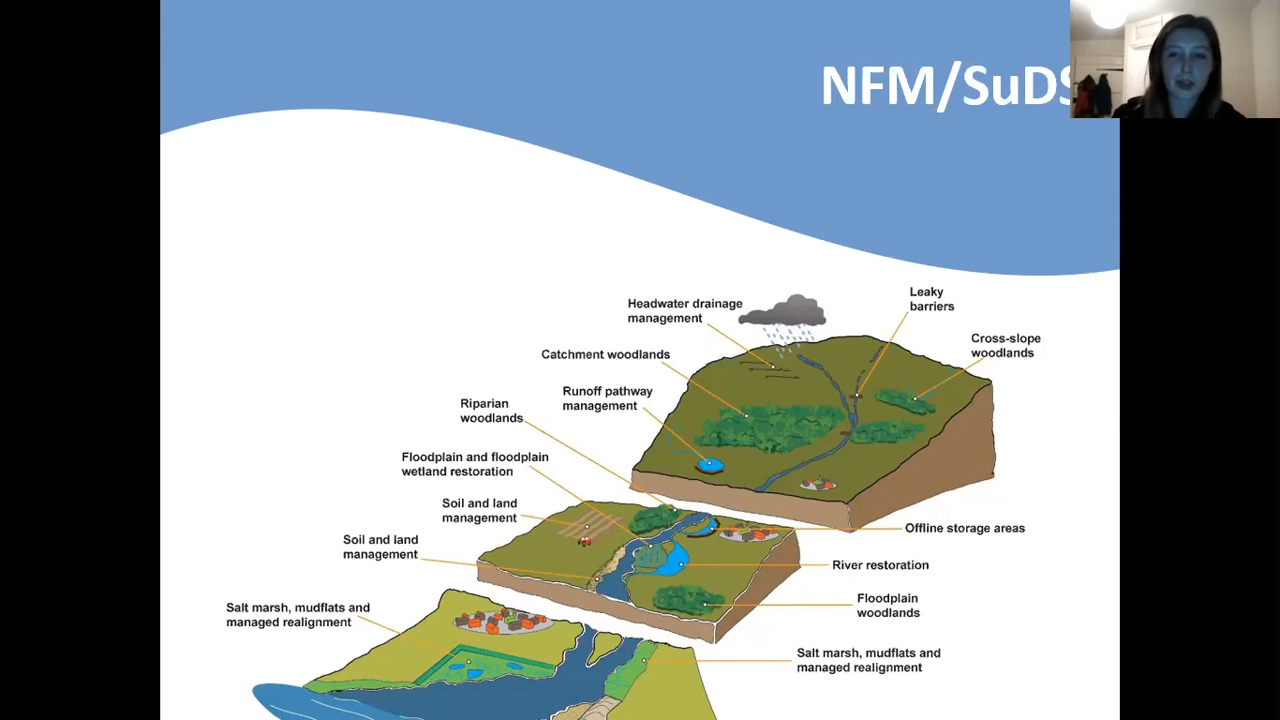 NFM/SuDS
Headwater drainage
management
Leaky
barriers
Catchment woodlands
Cross-slope
woodlands
Runoff pathway
management
Riparian
woodlands
Floodplain and floodplain
wetland restoration
Soil and land
management
Offline storage areas
Soil and land
management
River restoration
Floodplain
woodlands
Salt marsh, mudflats and
managed realignment
Salt marsh, mudflats and
managed realignment